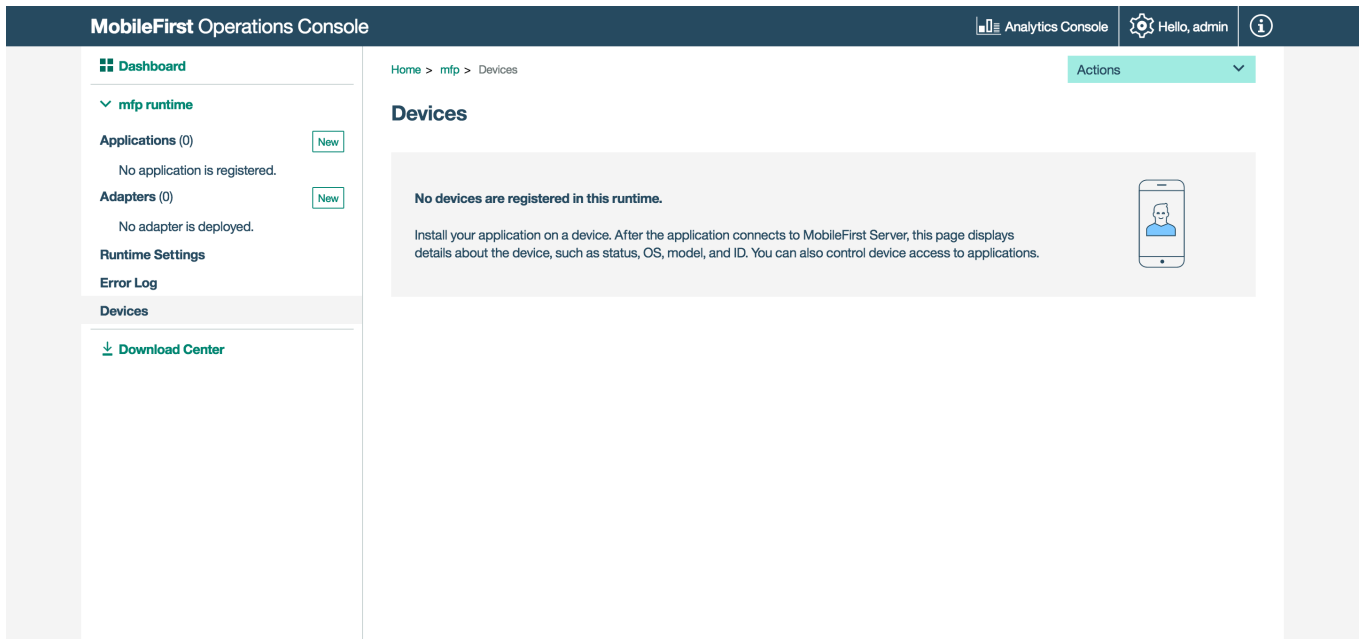 MobileFirst Operations Console
Analytics Console
Hello, admin
Dashboard
mfp runtime
Applications (0)
New
No application is registered.
Adapters (0)
New
No adapter is deployed.
Runtime Settings
Error Log
Devices
Download Center
Home > mfp > Devices
Actions
Devices
No devices are registered in this runtime.
Install your application on a device. After the application connects to MobileFirst Server, this page displays
details about the device, such as status, OS, model, and ID. You can also control device access to applications.